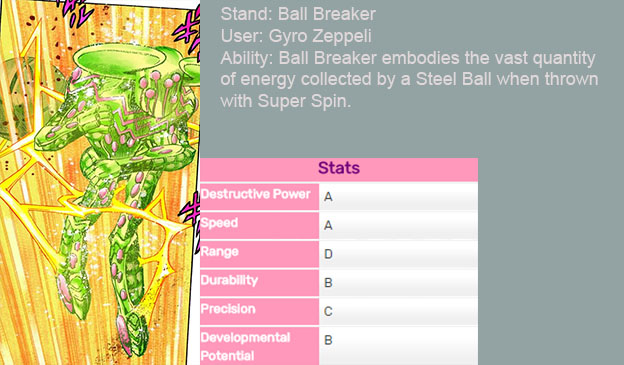 Stand: Ball Breaker
User: Gyro Zeppeli
Ability: Ball Breaker embodies the vast quantity
of energy collected by a Steel Ball when thrown
with Super Spin.
Stats
Destructive Power A
Speed A
Range D
Durability B
Precision C
Developmental
Potential B